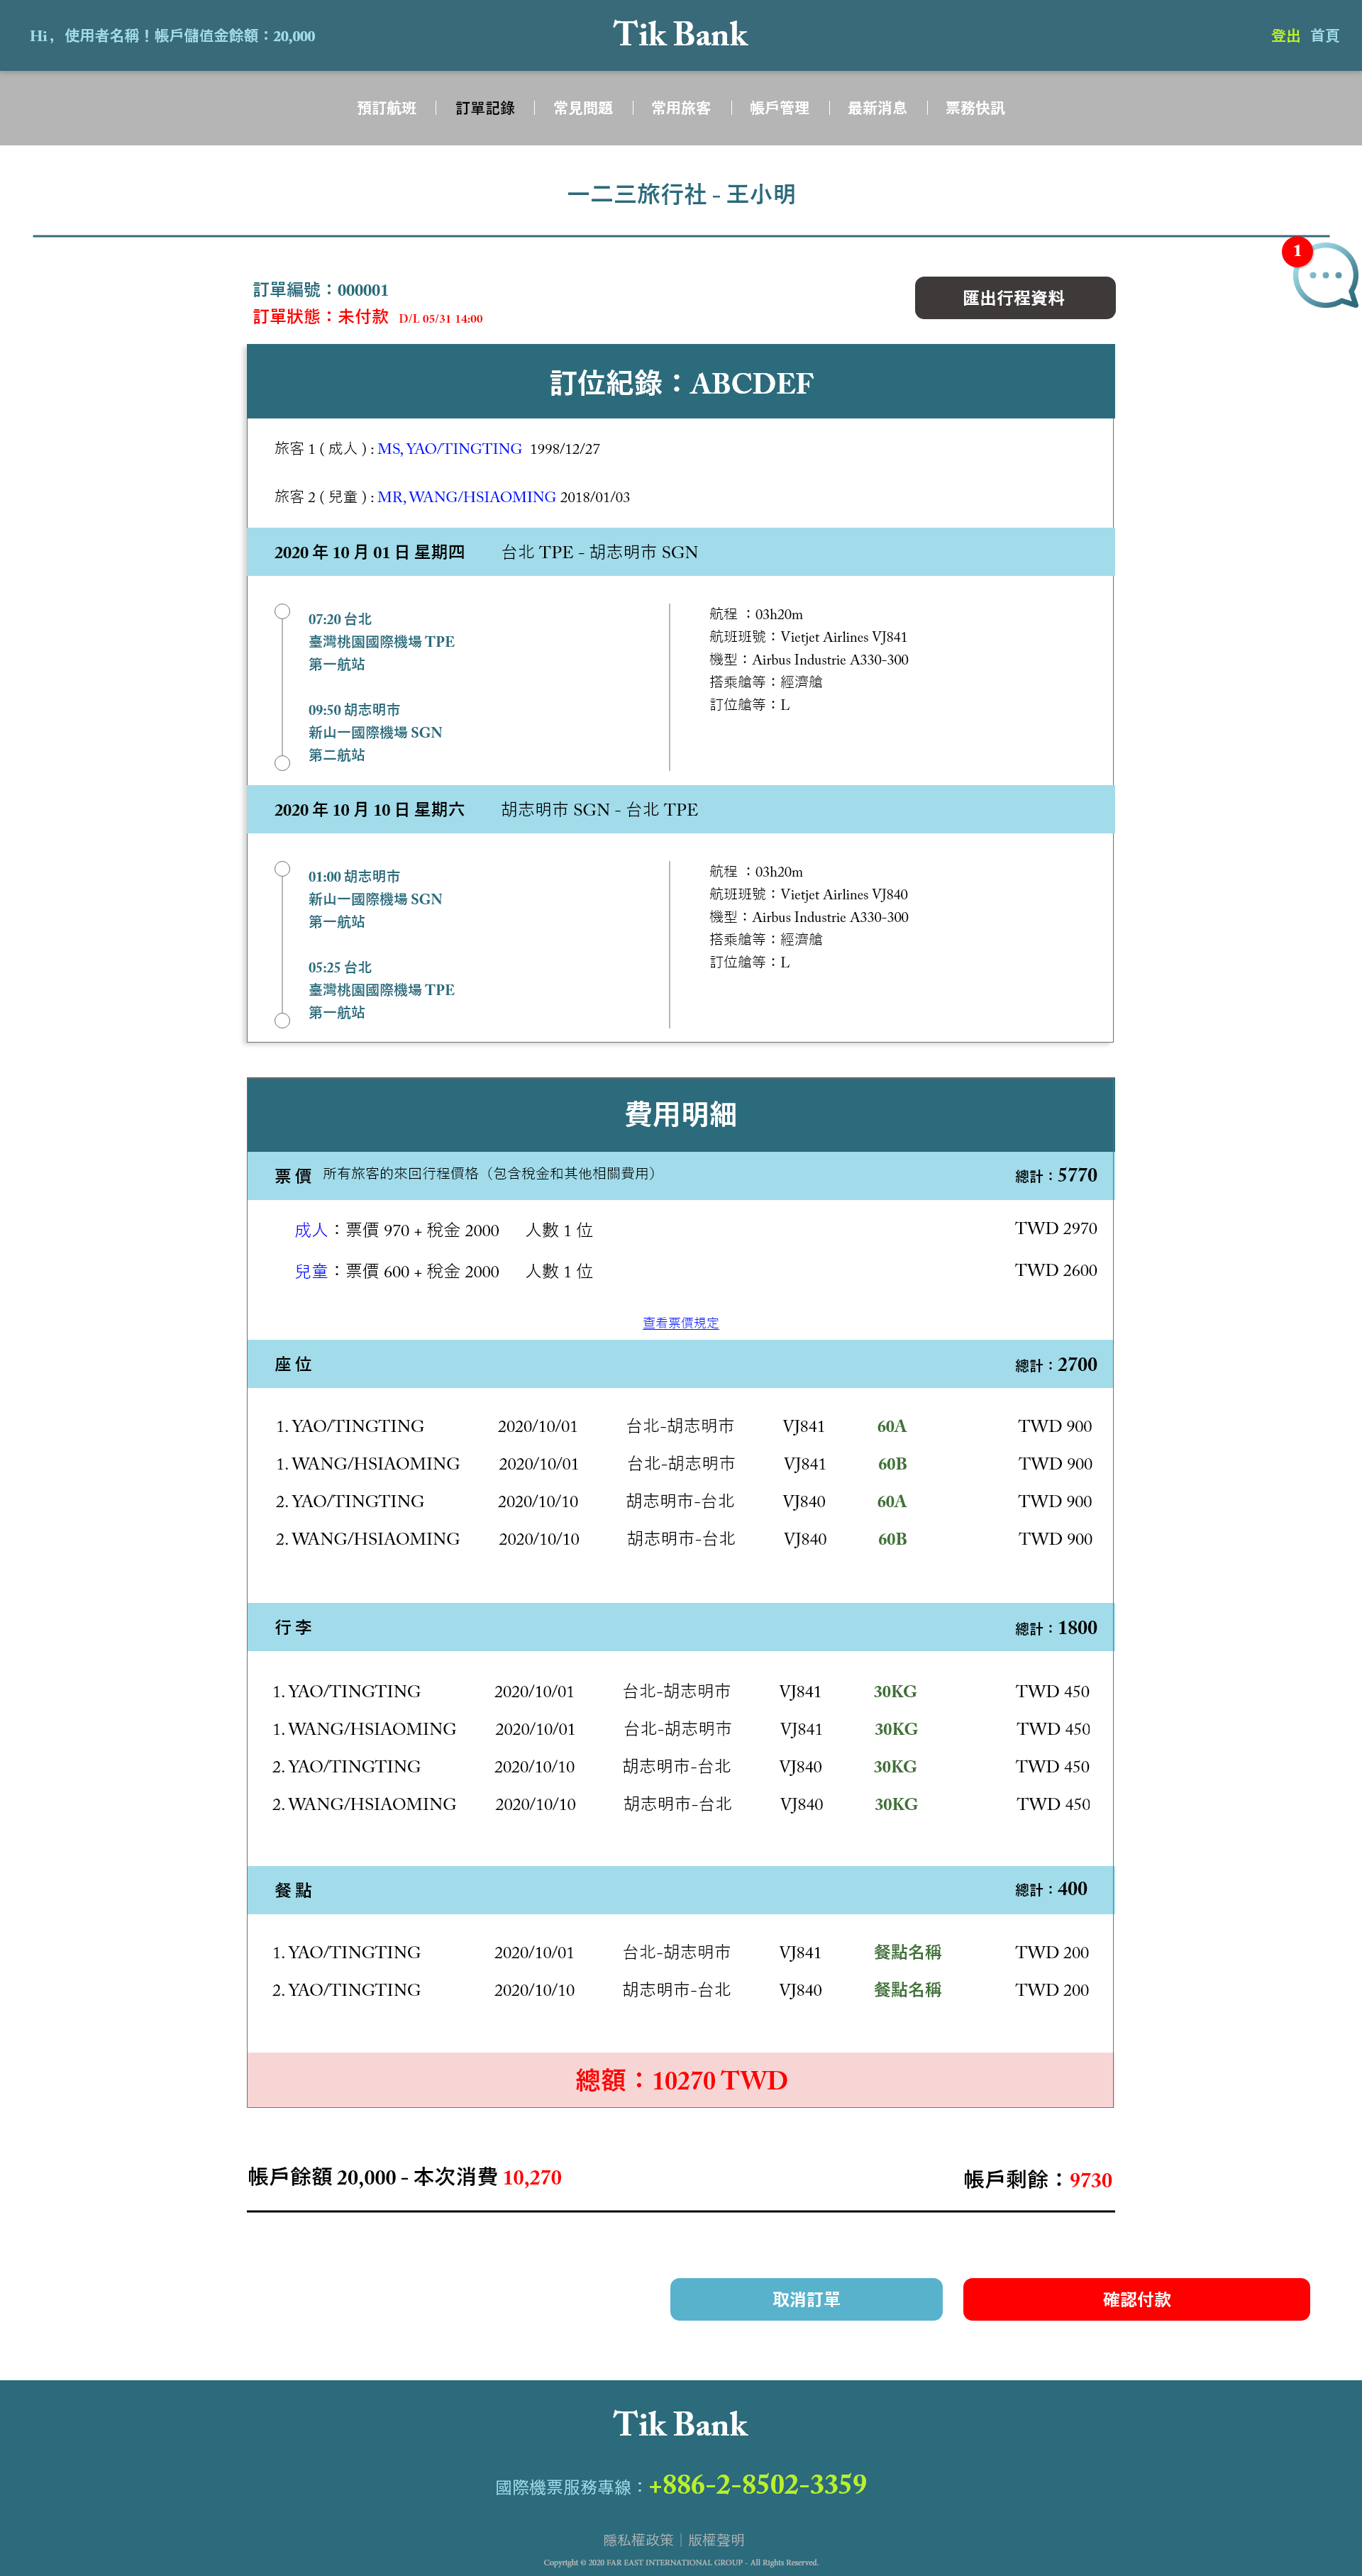 Hi， 使用者名稱！帳戶儲值金餘額：20,000
Tik Bank
登出 首頁
預訂航班 | 訂單記錄 | 常見問題 | 常用旅客 | 帳戶管理 | 最新消息 | 票務快訊
一二三旅行社 - 王小明
1
訂單編號：000001
訂單狀態：未付款 D/L 05/31 14:00
匯出行程資料
訂位紀錄：ABCDEF
旅客 1 ( 成人 ) : MS, YAO/TINGTING 1998/12/27
旅客 2 ( 兒童 ) : MR, WANG/HSIAOMING 2018/01/03
2020 年 10 月 01 日 星期四 台北 TPE - 胡志明市 SGN
07:20 台北
臺灣桃園國際機場 TPE
第一航站
09:50 胡志明市
新山一國際機場 SGN
第二航站
航程 ：03h20m
航班班號：Vietjet Airlines VJ841
機型：Airbus Industrie A330-300
搭乘艙等：經濟艙
訂位艙等：L
2020 年 10 月 10 日 星期六 胡志明市 SGN - 台北 TPE
01:00 胡志明市
新山一國際機場 SGN
第一航站
05:25 台北
臺灣桃園國際機場 TPE
第一航站
航程 ：03h20m
航班班號：Vietjet Airlines VJ840
機型：Airbus Industrie A330-300
搭乘艙等：經濟艙
訂位艙等：L
費用明細
票 價 所有旅客的來回行程價格（包含稅金和其他相關費用） 總計：5770
成人：票價 970 + 稅金 2000 人數 1 位 TWD 2970
兒童：票價 600 + 稅金 2000 人數 1 位 TWD 2600
查看票價規定
座 位 總計：2700
1. YAO/TINGTING 2020/10/01 台北-胡志明市 VJ841 60A TWD 900
1. WANG/HSIAOMING 2020/10/01 台北-胡志明市 VJ841 60B TWD 900
2. YAO/TINGTING 2020/10/10 胡志明市-台北 VJ840 60A TWD 900
2. WANG/HSIAOMING 2020/10/10 胡志明市-台北 VJ840 60B TWD 900
行 李 總計：1800
1. YAO/TINGTING 2020/10/01 台北-胡志明市 VJ841 30KG TWD 450
1. WANG/HSIAOMING 2020/10/01 台北-胡志明市 VJ841 30KG TWD 450
2. YAO/TINGTING 2020/10/10 胡志明市-台北 VJ840 30KG TWD 450
2. WANG/HSIAOMING 2020/10/10 胡志明市-台北 VJ840 30KG TWD 450
餐 點 總計：400
1. YAO/TINGTING 2020/10/01 台北-胡志明市 VJ841 餐點名稱 TWD 200
2. YAO/TINGTING 2020/10/10 胡志明市-台北 VJ840 餐點名稱 TWD 200
總額：10270 TWD
帳戶餘額 20,000 - 本次消費 10,270
帳戶剩餘：9730
取消訂單
確認付款
Tik Bank
國際機票服務專線：+886-2-8502-3359
隱私權政策｜版權聲明
Copyright © 2020 FAR EAST INTERNATIONAL GROUP - All Rights Reserved.